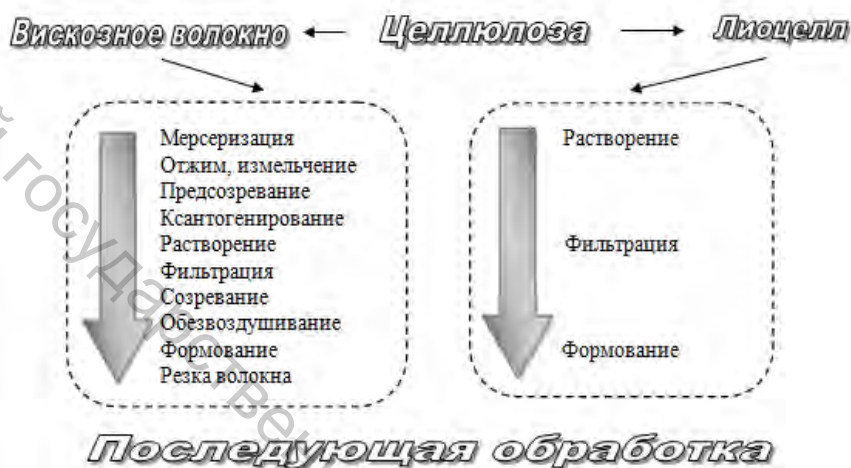 Вискозное волокно Целлюлоза Лиоцелл
Мерсеризация
Отжим, измельчение
Предсозревание
Ксантогенирование
Растворение
Фильтрация
Созревание
Обезвоздушивание
Формование
Резка волокна
Растворение
Фильтрация
Формование
Последующая обработка
й государствен